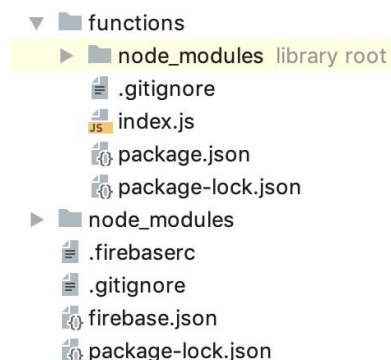 functions
node_modules library root
.gitignore
JS index.js
package.json
package-lock.json
node_modules
.firebaserc
.gitignore
firebase.json
package-lock.json